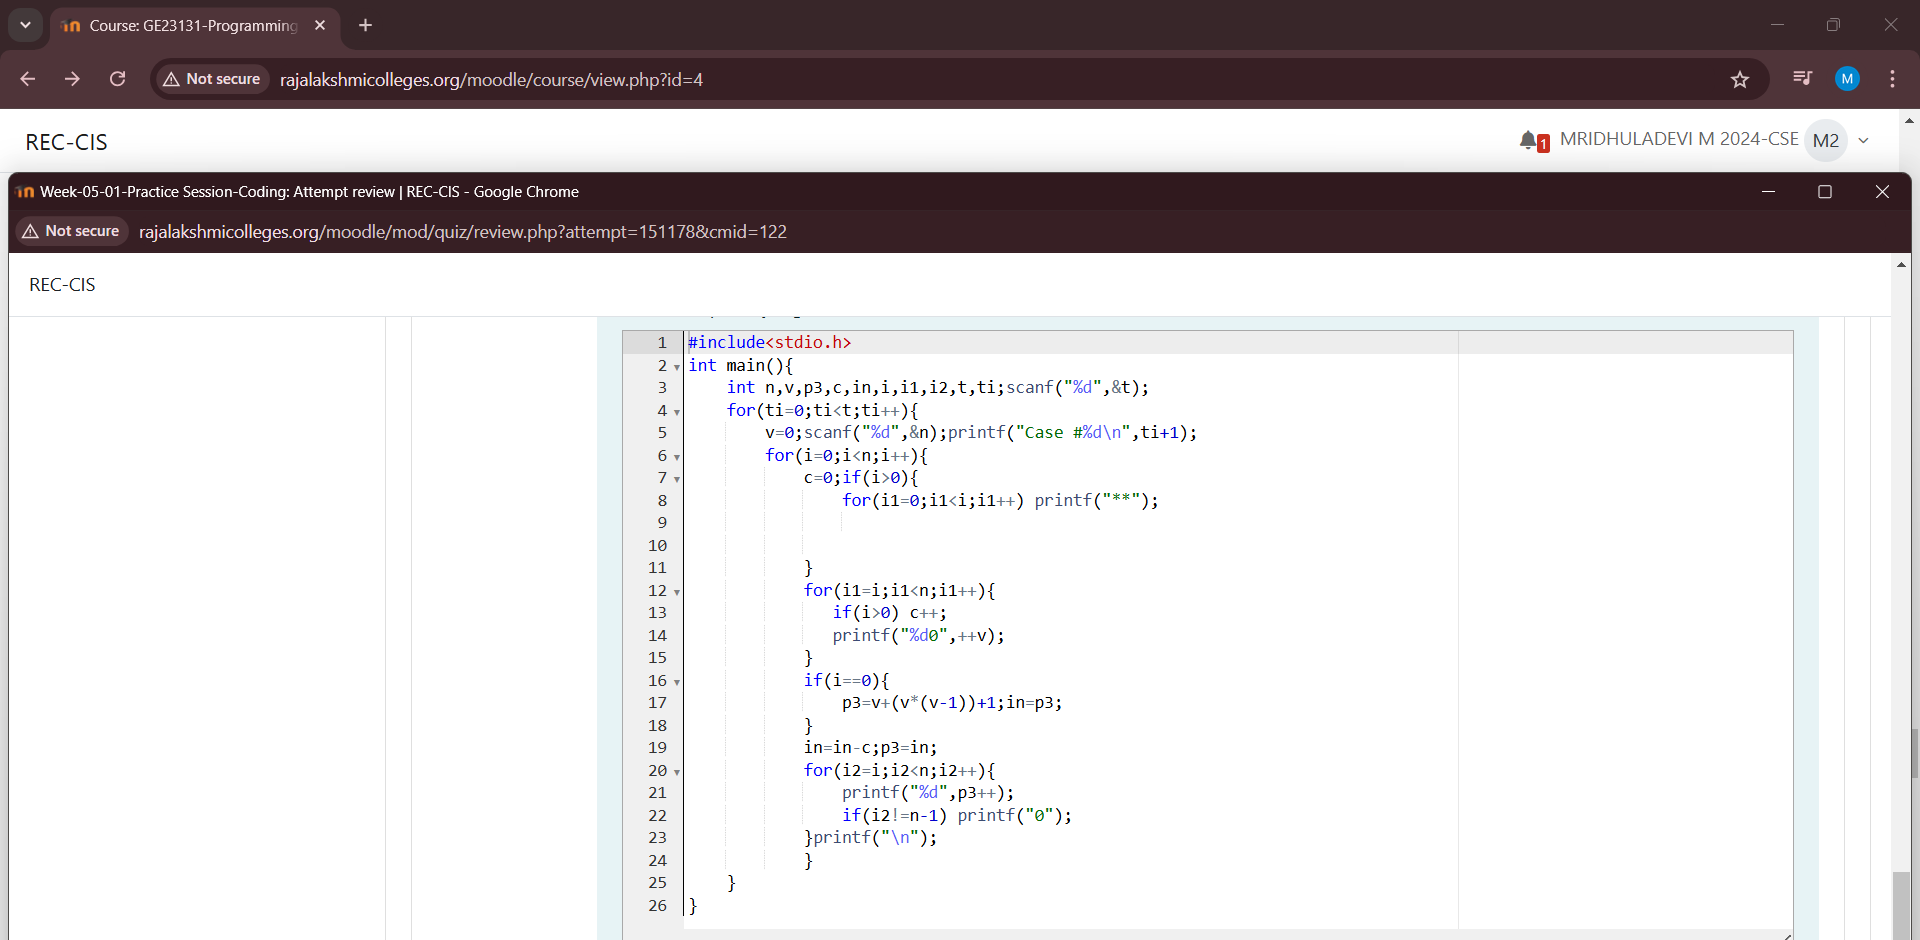 Course: GE23131-Programming
Not secure
rajalakshmicolleges.org/moodle/course/view.php?id=4
M
REC-CIS
1
MRIDHULADEVI M 2024-CSE
M2
Week-05-01-Practice Session-Coding: Attempt review | REC-CIS - Google Chrome
Not secure
rajalakshmicolleges.org/moodle/mod/quiz/review.php?attempt=151178&cmid=122
REC-CIS
1 #include<stdio.h>
2 int main(){
3 int n,v,p3,c,in,i,i1,i2,t,ti;scanf("%d",&t);
4 for(ti=0;ti<t;ti++){
5 v=0;scanf("%d",&n);printf("Case #%d\n",ti+1);
6 for(i=0;i<n;i++){
7 c=0;if(i>0){
8 for(i1=0;i1<i;i1++) printf("**");
9
10
11 }
12 for(i1=i;i1<n;i1++){
13 if(i>0) c++;
14 printf("%d0",++v);
15 }
16 if(i==0){
17 p3=v+(v*(v-1))+1;in=p3;
18 }
19 in=in-c;p3=in;
20 for(i2=i;i2<n;i2++){
21 printf("%d",p3++);
22 if(i2!=n-1) printf("0");
23 }printf("\n");
24 }
25 }
26 }